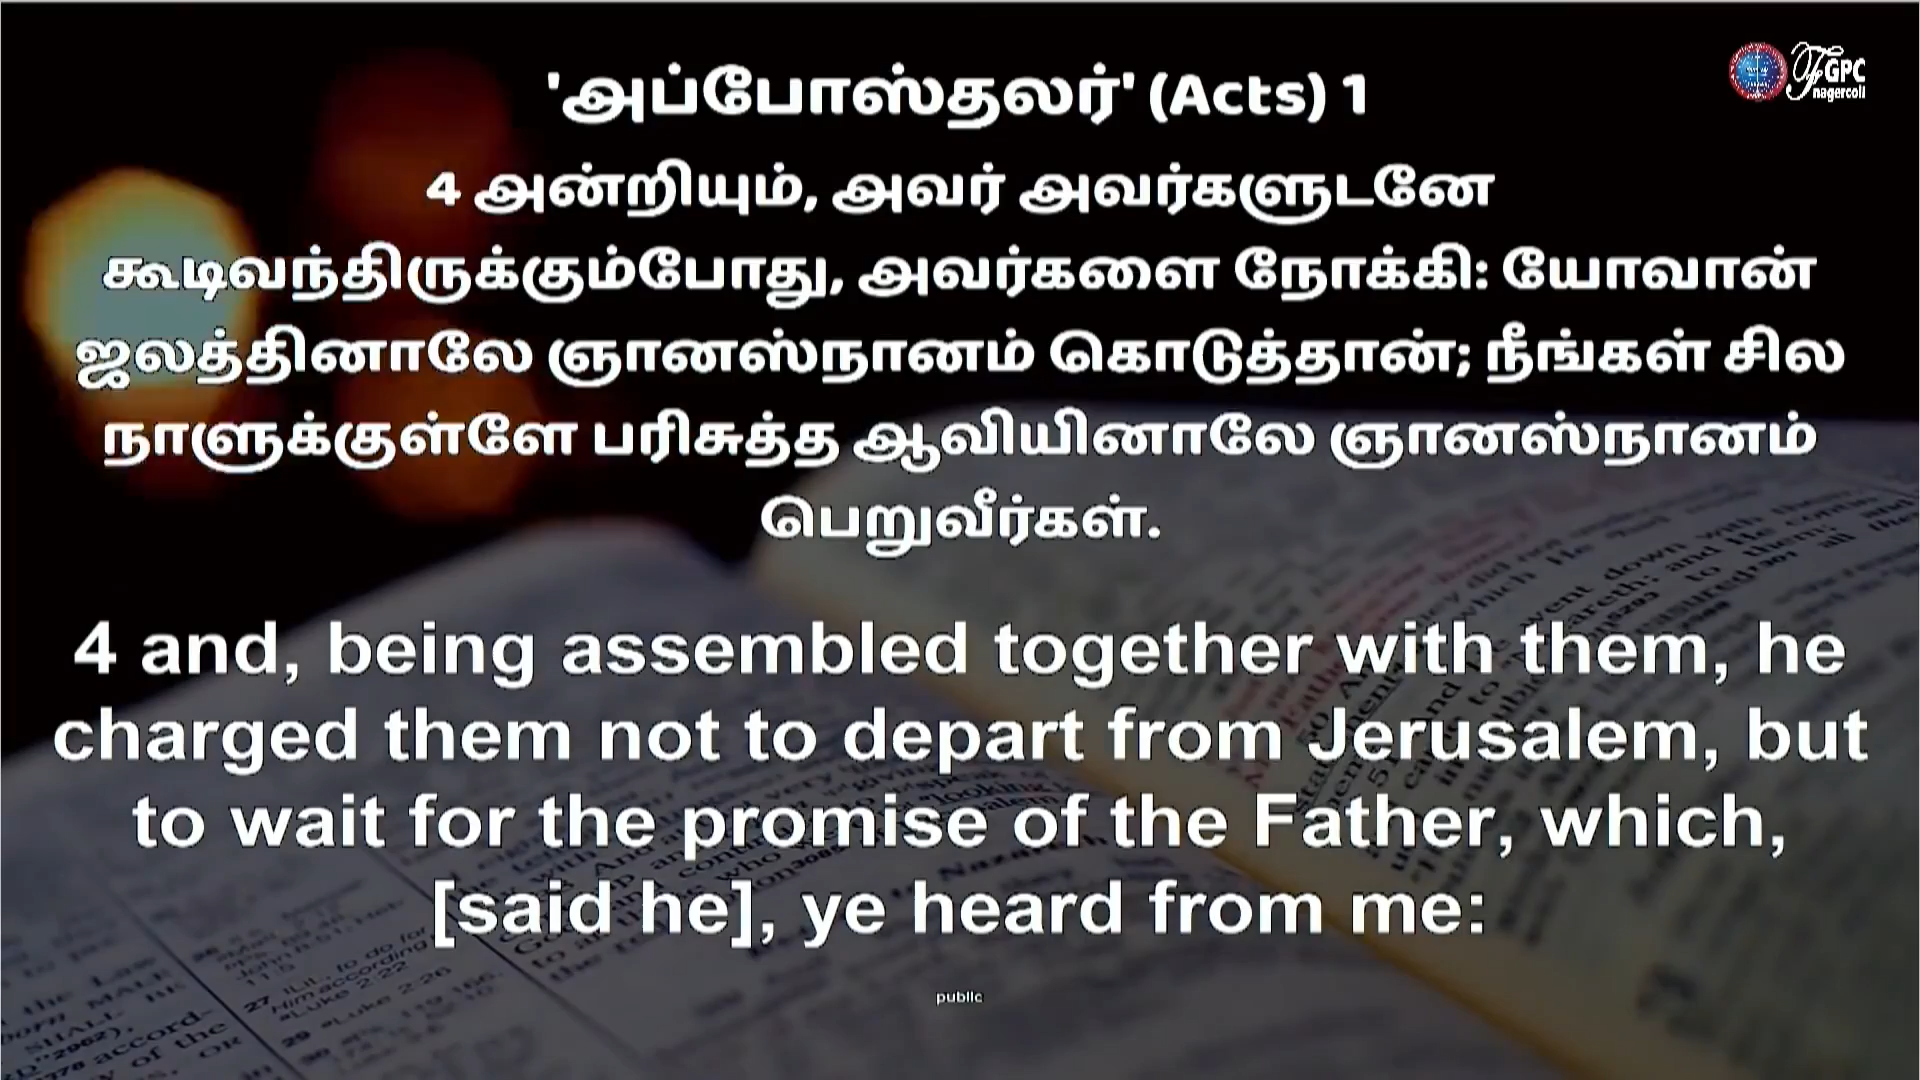 'அப்போஸ்தலர்' (Acts) 1
FGPC
nagercoil
4 அன்றியும், அவர் அவர்களுடனே
கூடிவந்திருக்கும்போது, அவர்களை நோக்கி: யோவான்
ஜலத்தினாலே ஞானஸ்நானம் கொடுத்தான்; நீங்கள் சில
நாளுக்குள்ளே பரிசுத்த ஆவியினாலே ஞானஸ்நானம்
பெறுவீர்கள்.
4 and, being assembled together with them, he
charged them not to depart from Jerusalem, but
to wait for the promise of the Father, which,
[said he], ye heard from me:
public